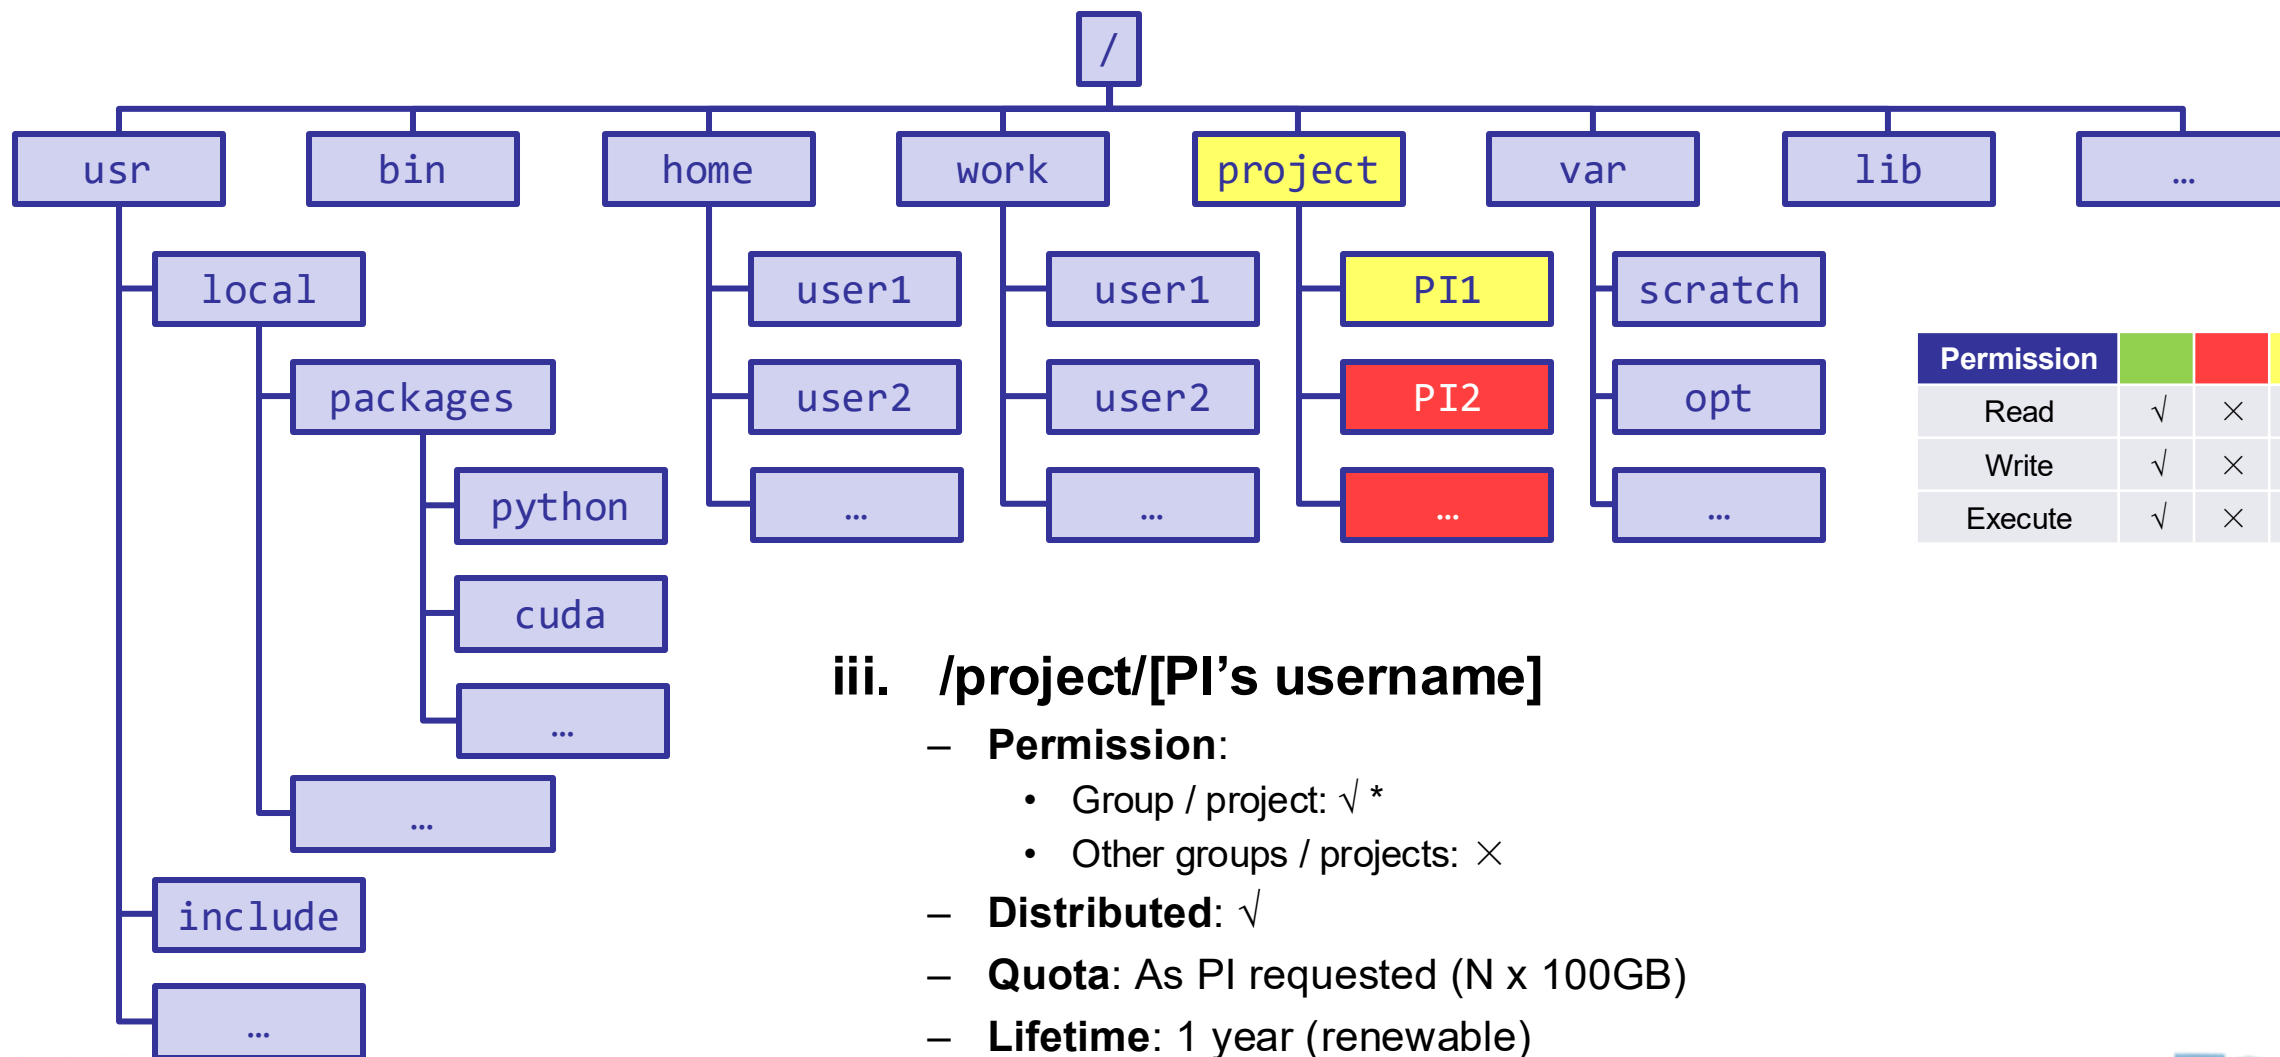 /
usr bin home work project var lib …
local user1 user1 PI1 scratch
Permission
packages user2 user2 PI2 opt
Read √ ×
Write √ ×
python … … … …
Execute √ ×
cuda
iii. /project/[PI’s username]
…
– Permission:
• Group / project: √ *
…
• Other groups / projects: ×
include
– Distributed: √
– Quota: As PI requested (N x 100GB)
…
– Lifetime: 1 year (renewable)